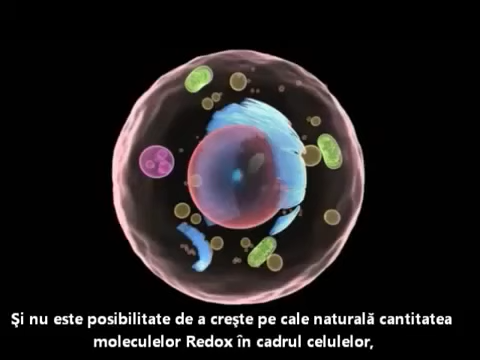 Şi nu este posibilitate de a creşte pe cale naturală cantitatea
moleculelor Redox în cadrul celulelor,